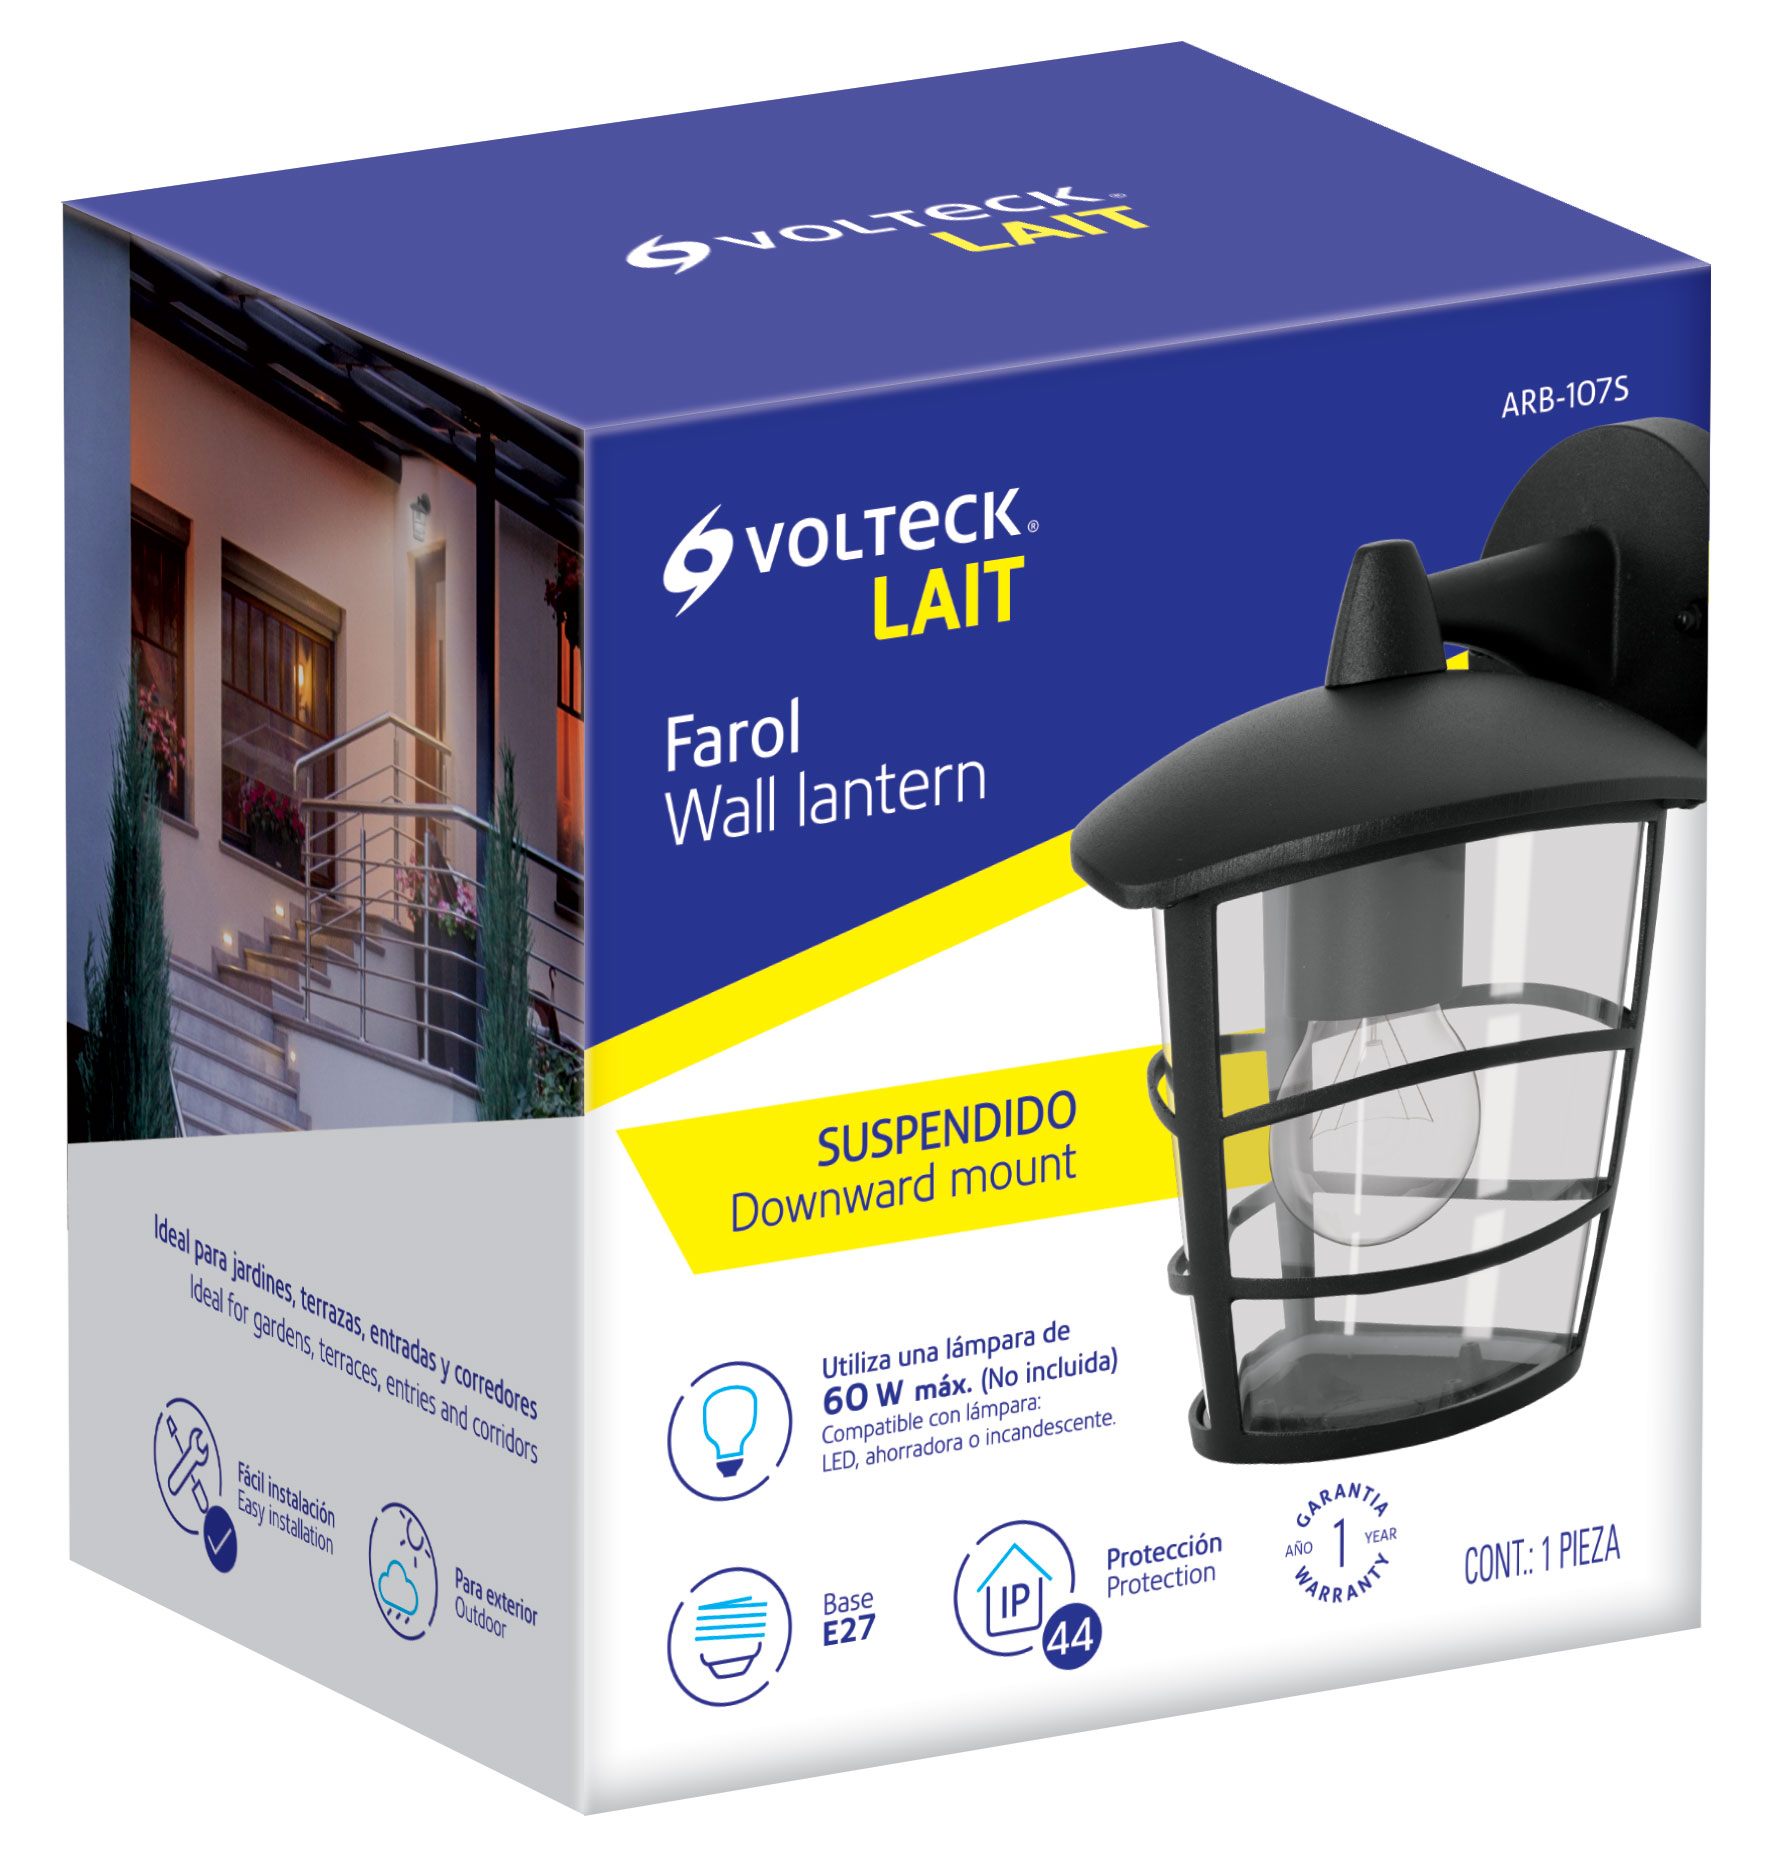 VOLTECK®
LAIT
ARB-107S
VOLTECK®
LAIT
Farol
Wall lantern
SUSPENDIDO
Downward mount
Utiliza una lámpara de
60 W máx. (No incluida)
Compatible con lámpara:
LED, ahorradora o incandescente.
Base
E27
IP
44
Protección
Protection
GARANTIA
AÑO 1 YEAR
WARRANTY
CONT.: 1 PIEZA
Ideal para jardines, terrazas, entradas y corredores
Ideal for gardens, terraces, entries and corridors
Fácil instalación
Easy installation
Para exterior
Outdoor